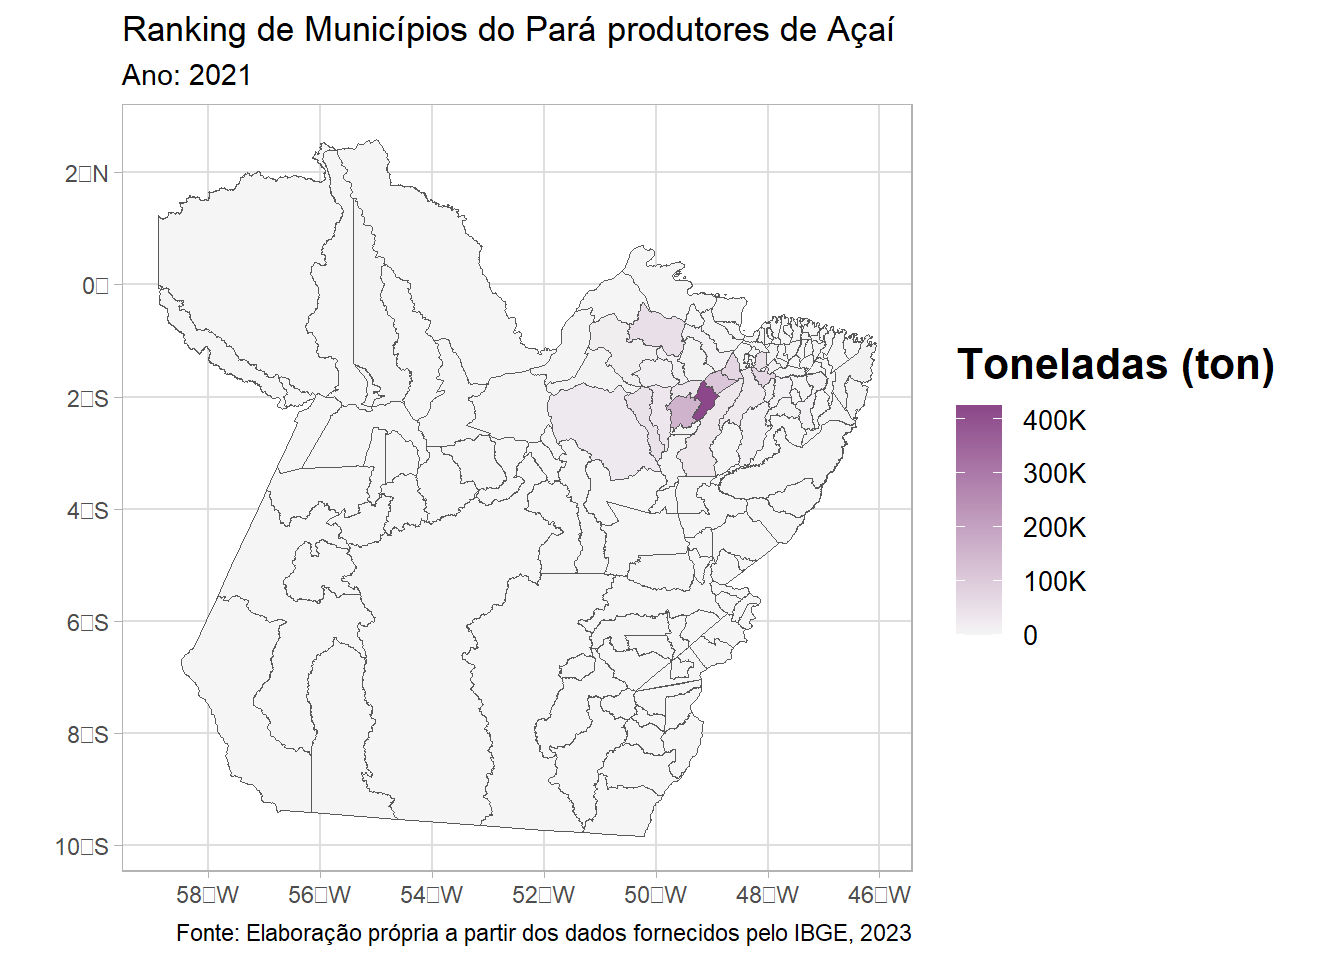 Ranking de Municípios do Pará produtores de Açaí
Ano: 2021
2▯N
0▯
2▯S
4▯S
6▯S
8▯S
10▯S
58▯W 56▯W 54▯W 52▯W 50▯W 48▯W 46▯W
Toneladas (ton)
400K
300K
200K
100K
0
Fonte: Elaboração própria a partir dos dados fornecidos pelo IBGE, 2023